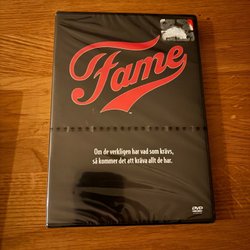 Fame
Om de verkligen har vad som krävs,
så kommer det att kräva allt de har.
DVD